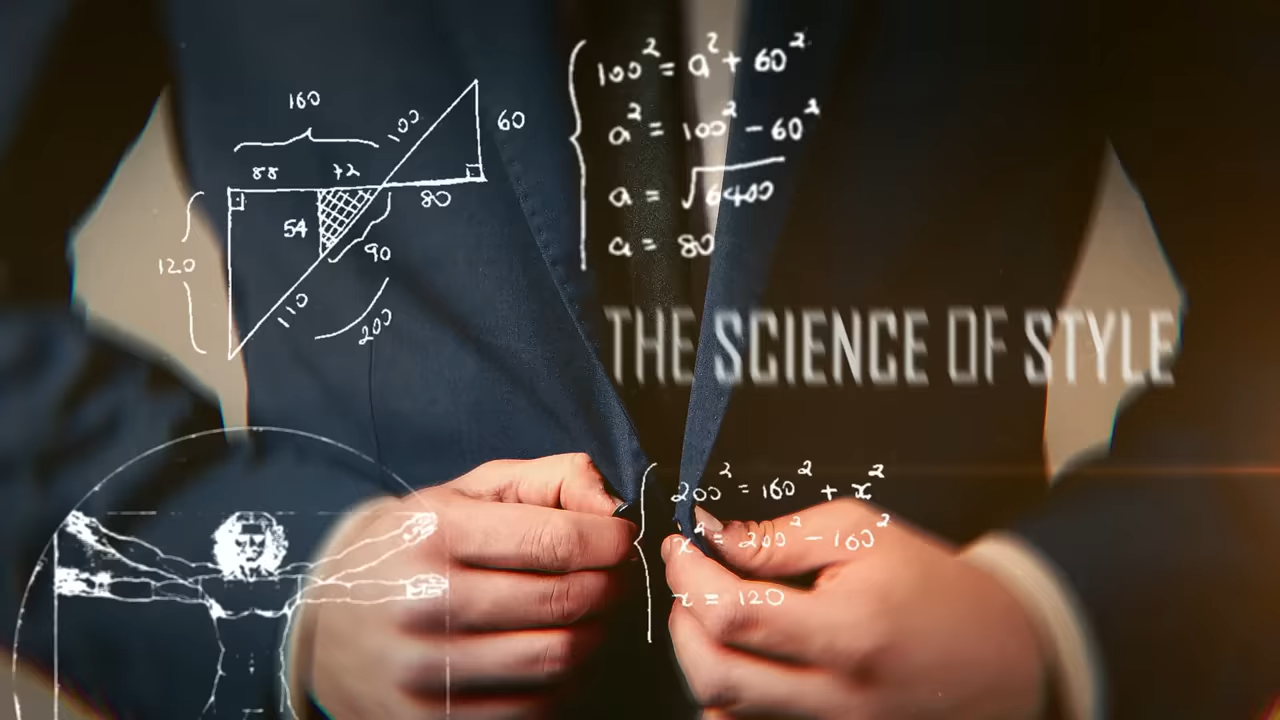 160
100
60
88
72
80
54
90
120
110
200
100² = a² + 60²
a² = 100² - 60²
a = √6400
a = 80
THE SCIENCE OF STYLE
200² = 160² + x²
x² = 200² - 160²
x = 120